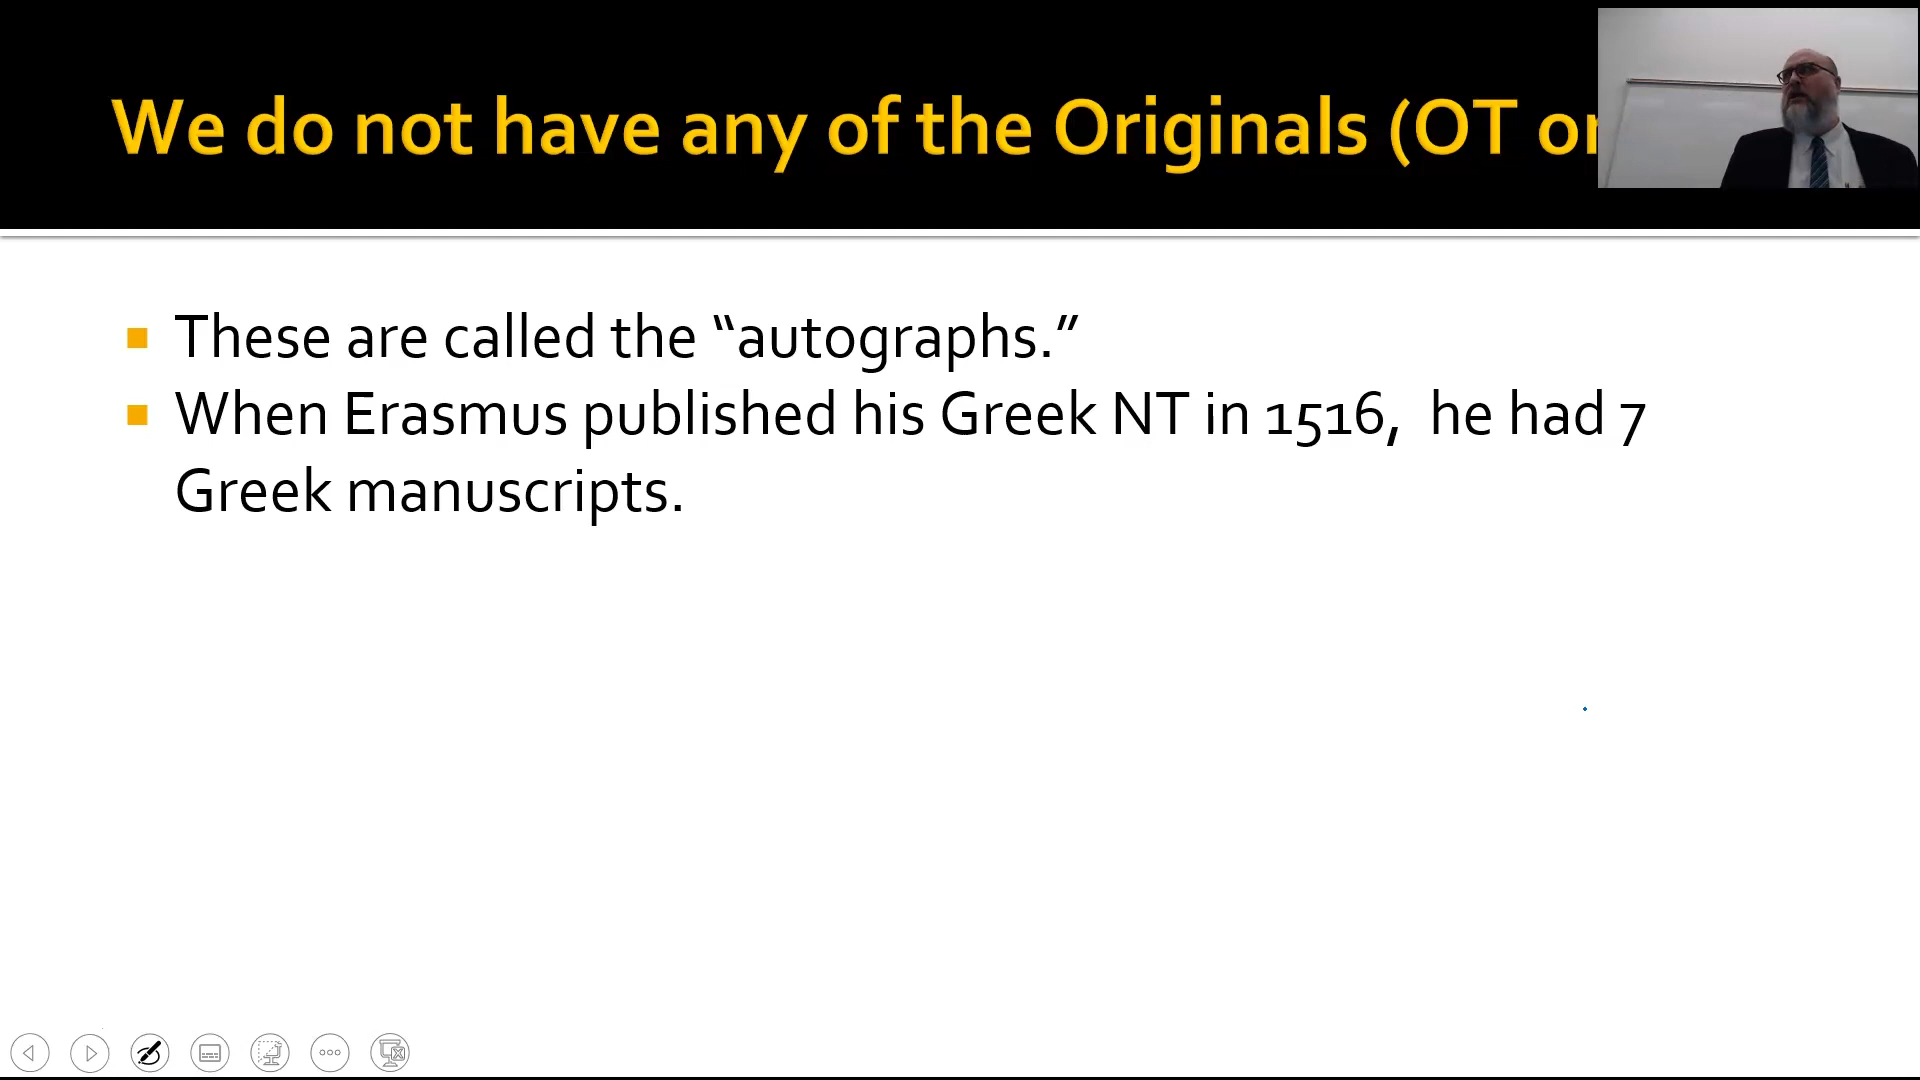 We do not have any of the Originals (OT or
These are called the “autographs.”
When Erasmus published his Greek NT in 1516, he had 7
Greek manuscripts.